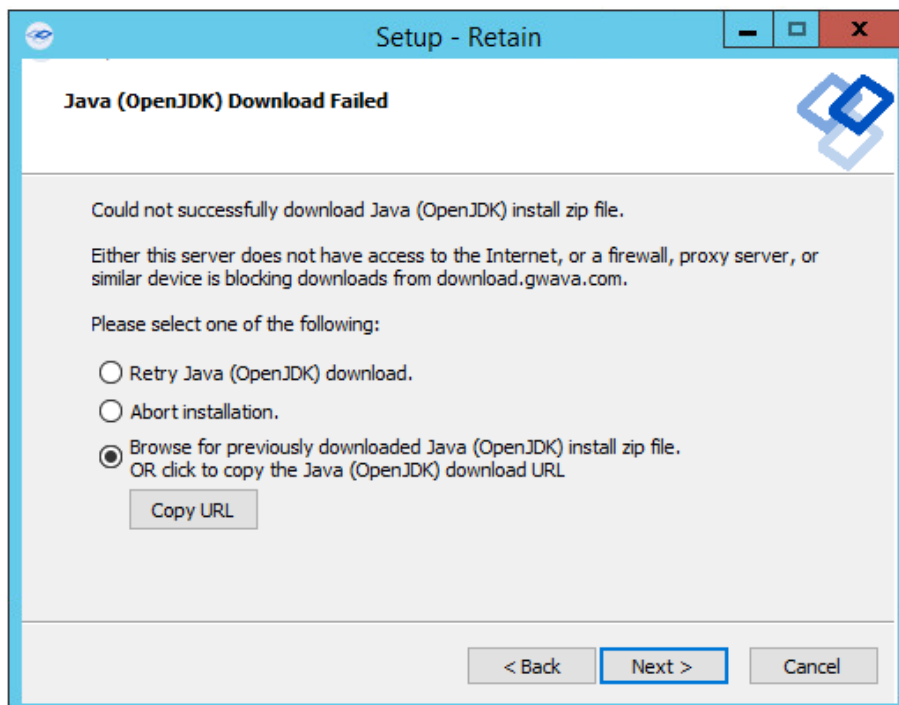 Setup - Retain
Java (OpenJDK) Download Failed
Could not successfully download Java (OpenJDK) install zip file.
Either this server does not have access to the Internet, or a firewall, proxy server, or
similar device is blocking downloads from download.gwava.com.
Please select one of the following:
Retry Java (OpenJDK) download.
Abort installation.
Browse for previously downloaded Java (OpenJDK) install zip file.
OR click to copy the Java (OpenJDK) download URL
Copy URL
< Back Next > Cancel